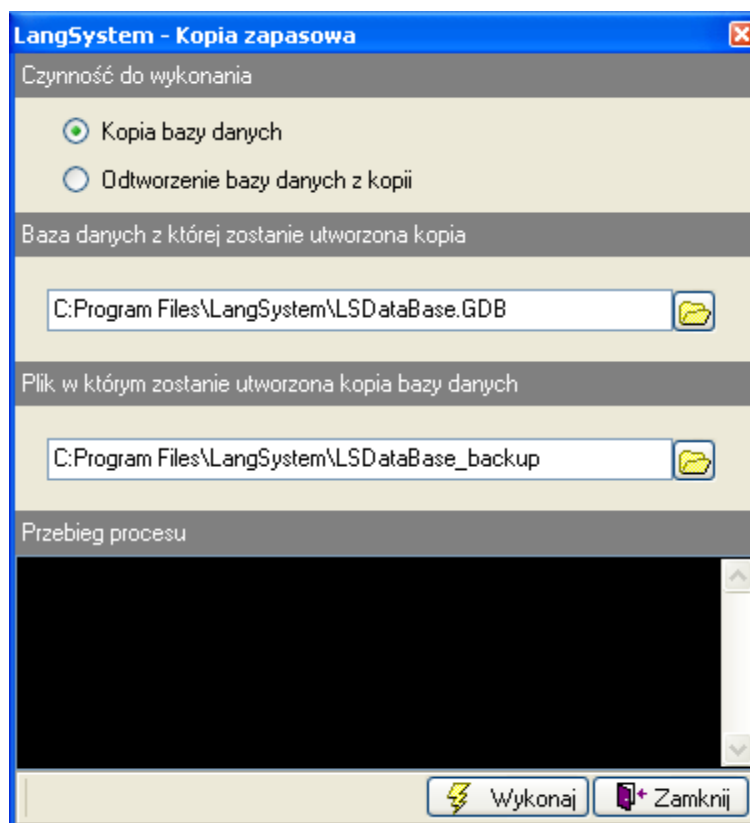 LangSystem - Kopia zapasowa
Czynność do wykonania
Kopia bazy danych
Odtworzenie bazy danych z kopii
Baza danych z której zostanie utworzona kopia
C:Program Files\LangSystem\LSDataBase.GDB
Plik w którym zostanie utworzona kopia bazy danych
C:Program Files\LangSystem\LSDataBase_backup
Przebieg procesu
Wykonaj Zamknij